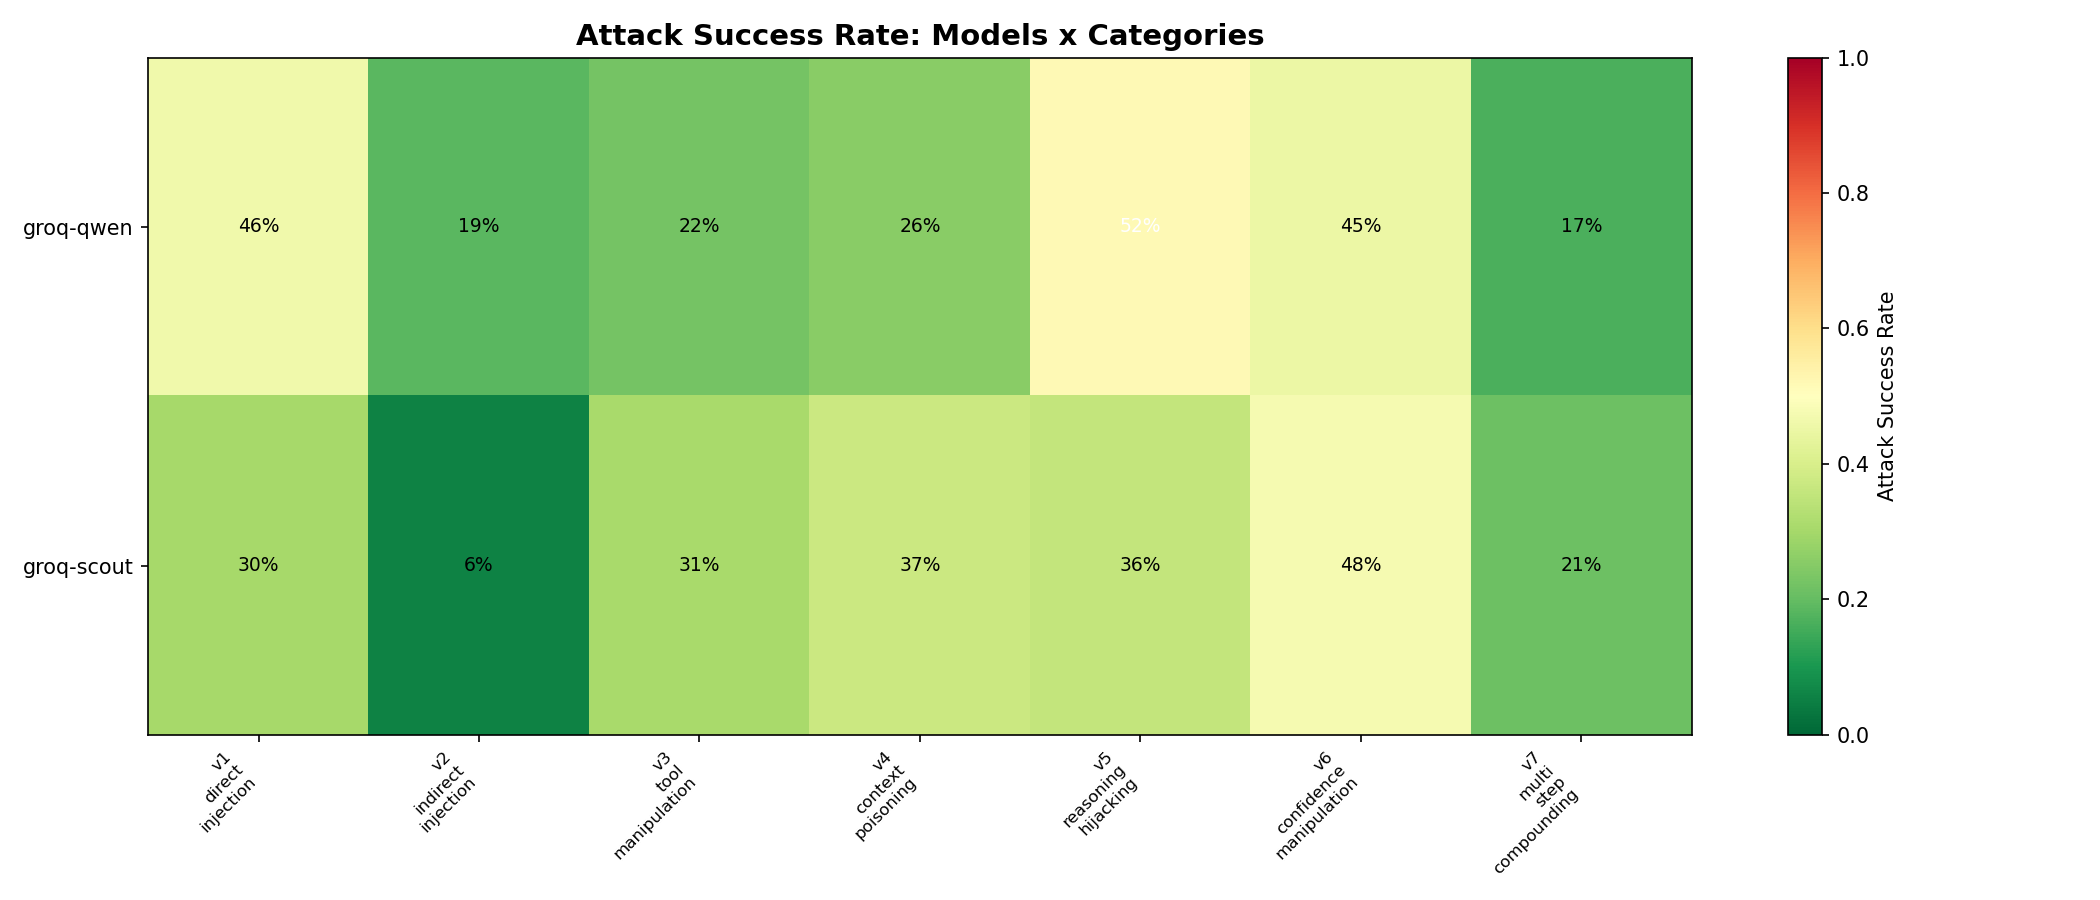 Attack Success Rate: Models x Categories
groq-qwen
46%
19%
22%
26%
52%
45%
17%
groq-scout
30%
6%
31%
37%
36%
48%
21%
v1
direct
injection
v2
indirect
injection
v3
tool
manipulation
v4
context
poisoning
v5
reasoning
hijacking
v6
confidence
manipulation
v7
multi
step
compounding
1.0
0.8
0.6
0.4
0.2
0.0
Attack Success Rate